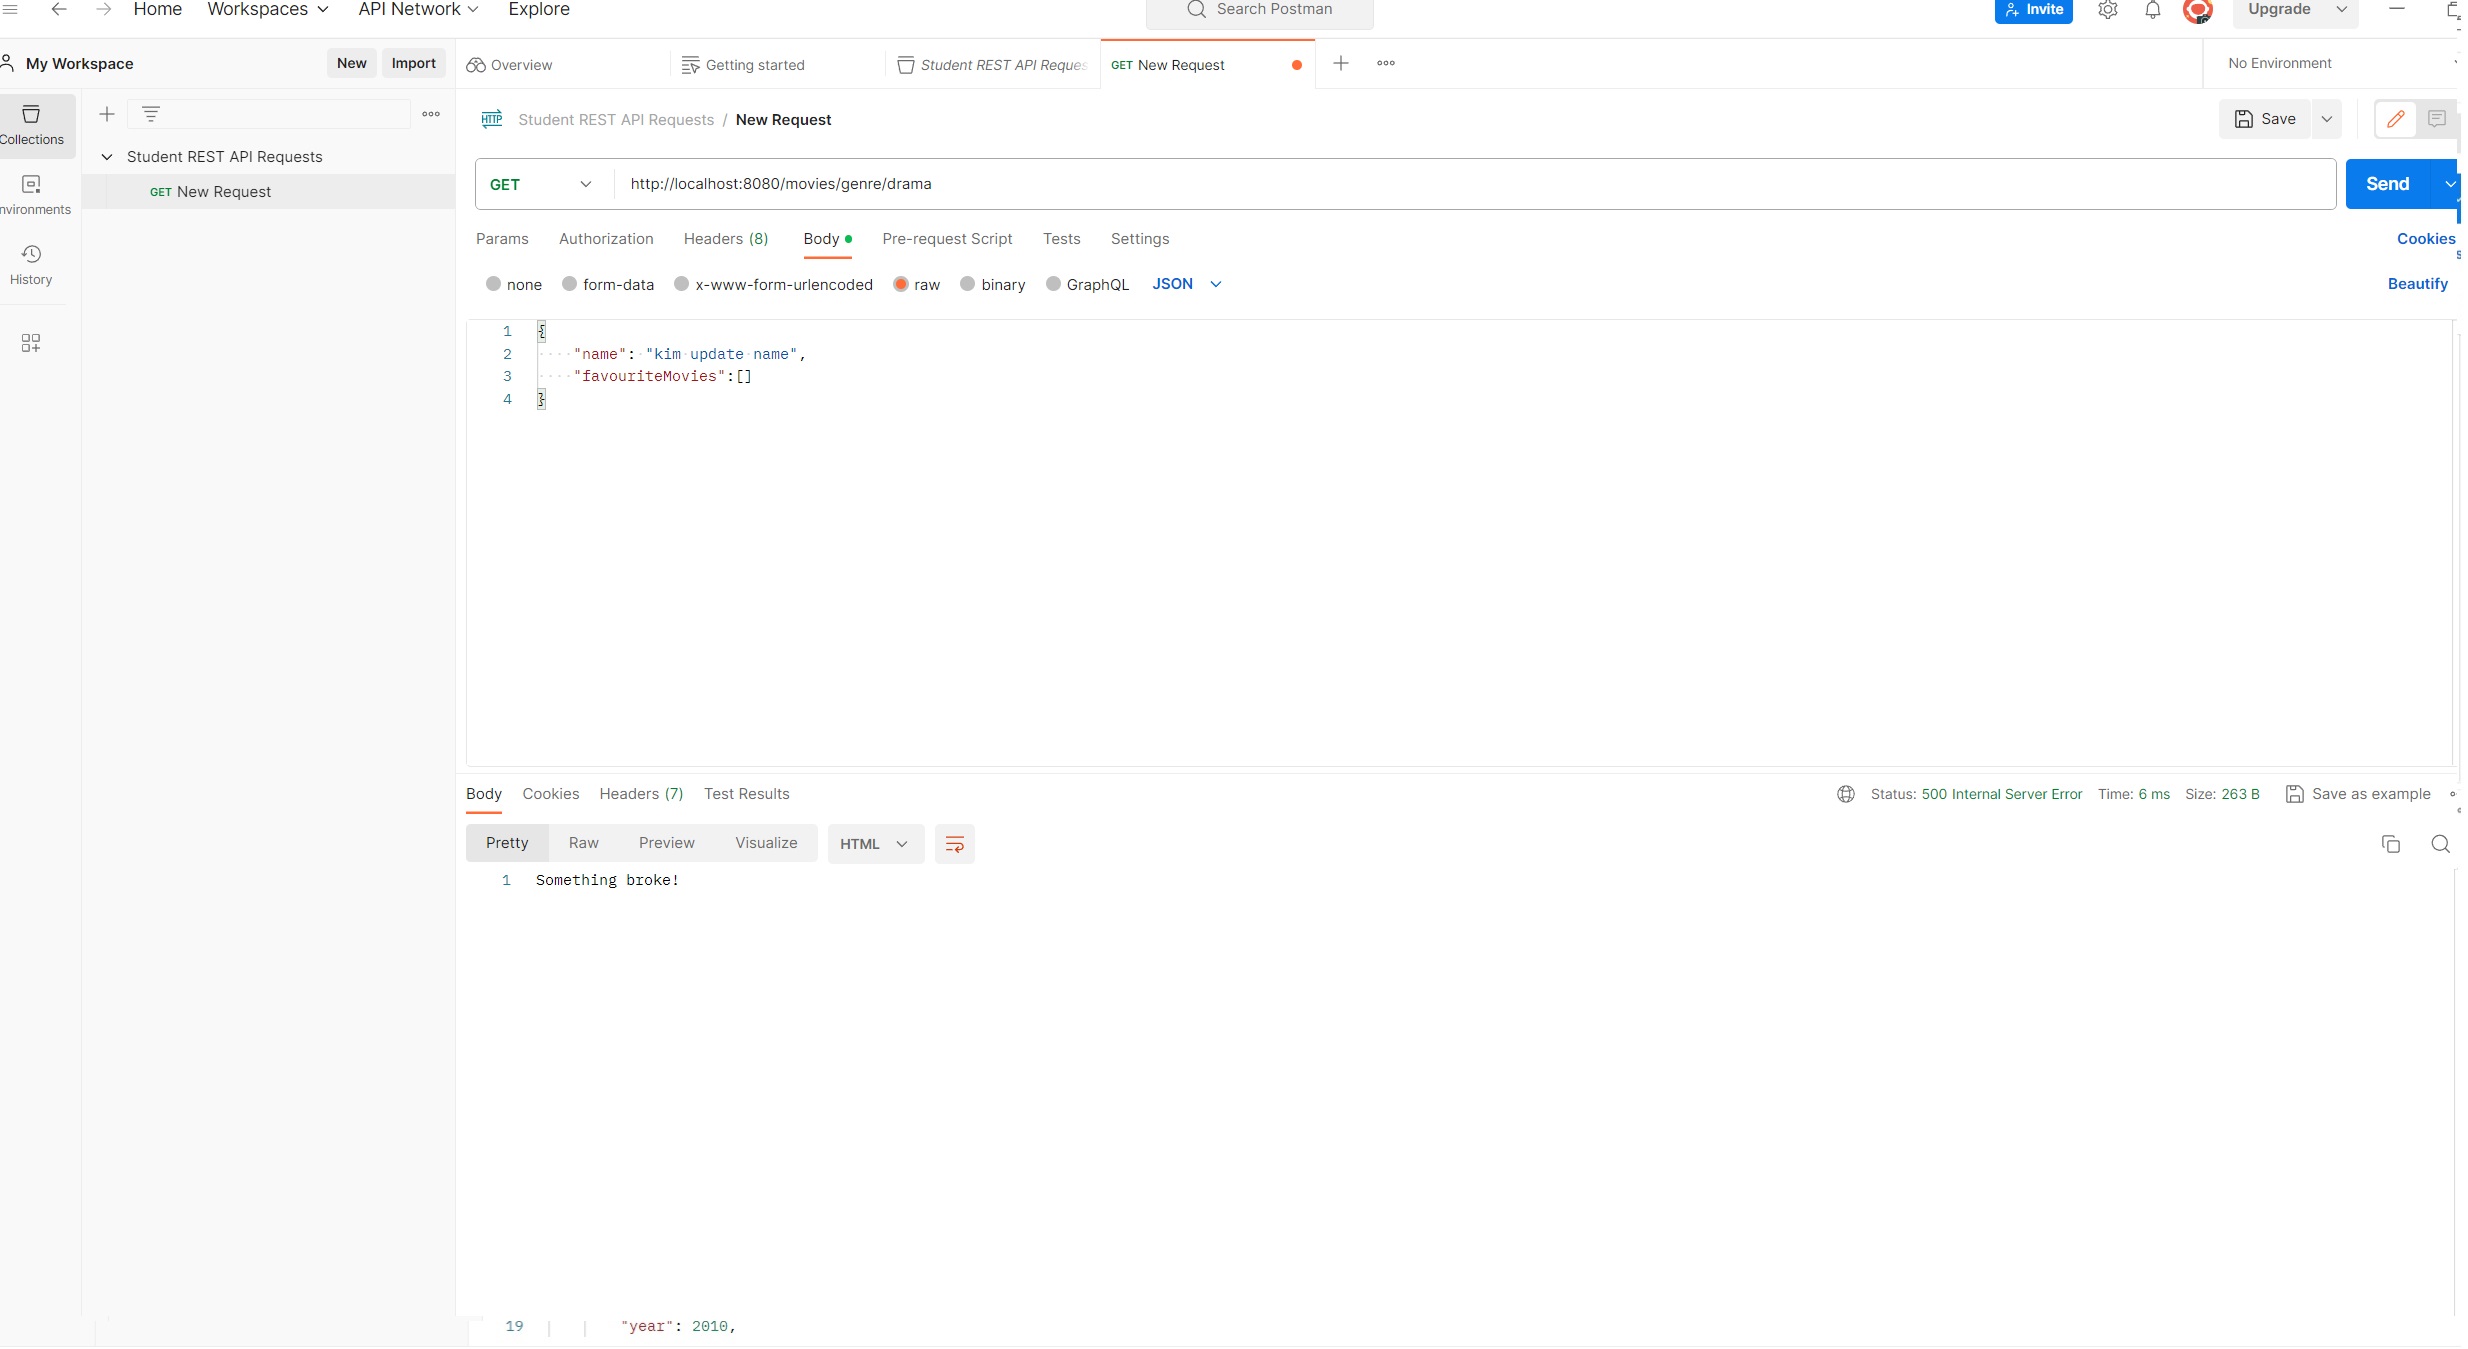 Home Workspaces API Network Explore Search Postman Invite Upgrade
My Workspace New Import Overview Getting started Student REST API Reques GET New Request No Environment
Collections
Student REST API Requests / New Request Save
Student REST API Requests
GET New Request
GET http://localhost:8080/movies/genre/drama Send
nvironments
History
Params Authorization Headers (8) Body Pre-request Script Tests Settings Cookies
none form-data x-www-form-urlencoded raw binary GraphQL JSON Beautify
1 {
2 "name": "kim update name",
3 "favouriteMovies":[]
4 }
Body Cookies Headers (7) Test Results Status: 500 Internal Server Error Time: 6 ms Size: 263 B Save as example
Pretty Raw Preview Visualize HTML
1 Something broke!
19 "year": 2010,